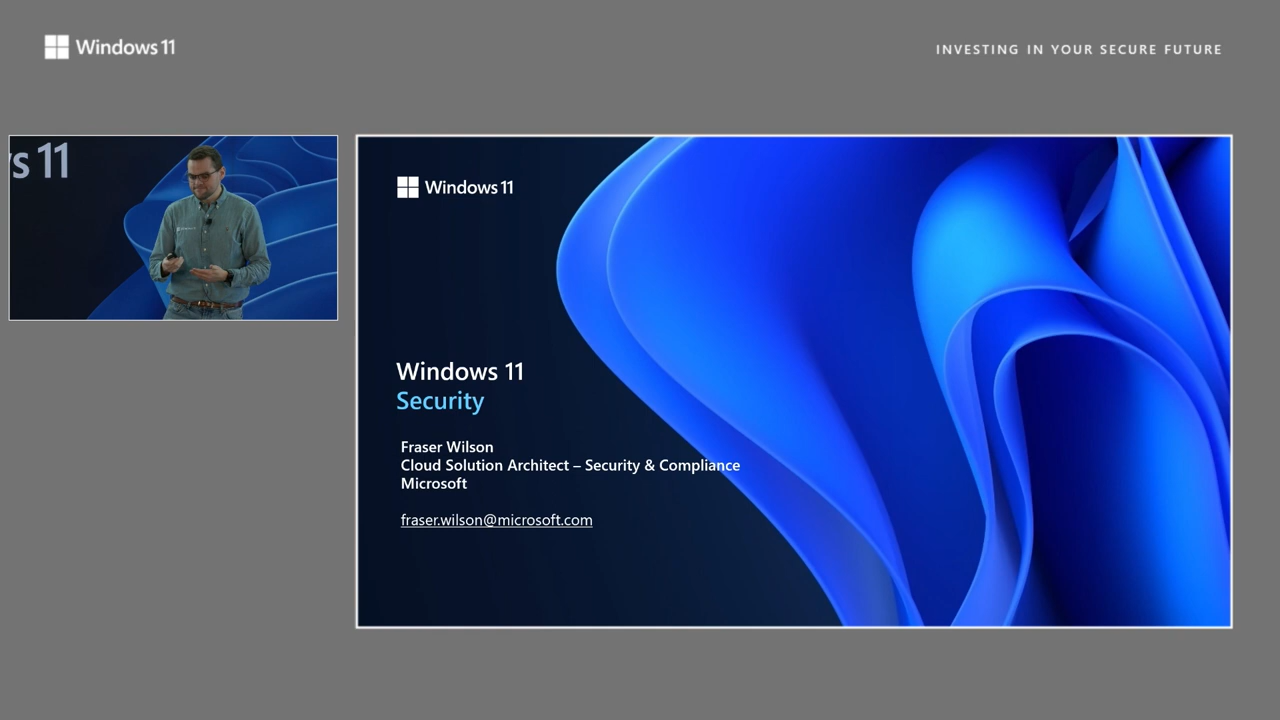 Windows 11
INVESTING IN YOUR SECURE FUTURE
s 11
Windows 11
Windows 11
Security
Fraser Wilson
Cloud Solution Architect – Security & Compliance
Microsoft
fraser.wilson@microsoft.com